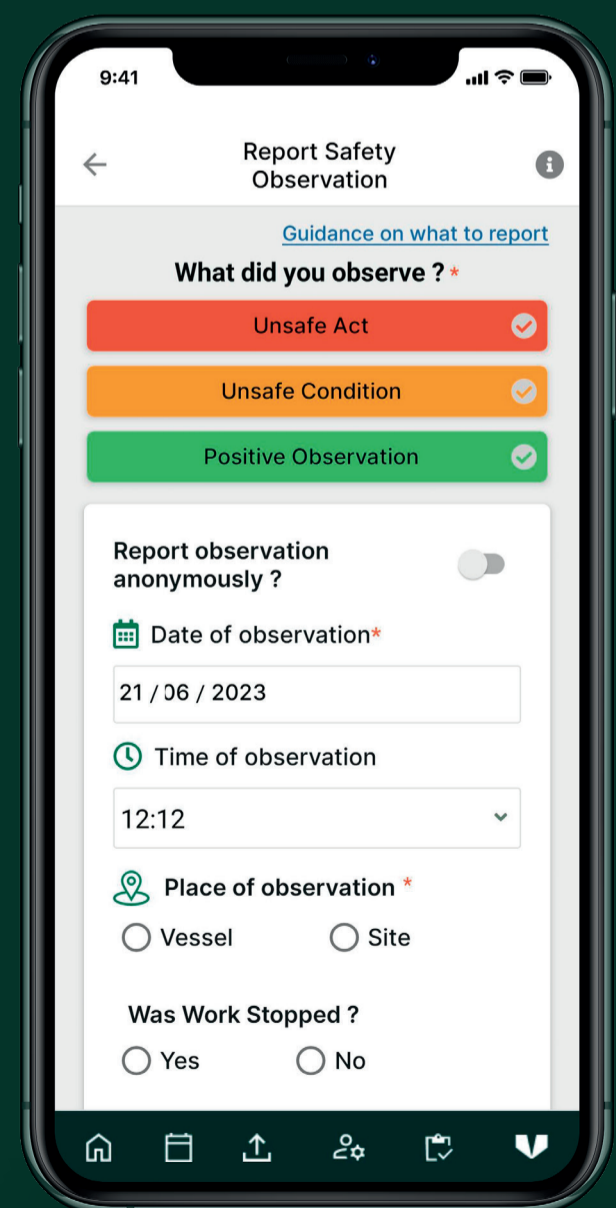 9:41
Report Safety
Observation
Guidance on what to report
What did you observe ? *
Unsafe Act
Unsafe Condition
Positive Observation
Report observation
anonymously ?
Date of observation*
21 / 06 / 2023
Time of observation
12:12
Place of observation *
Vessel Site
Was Work Stopped ?
Yes No